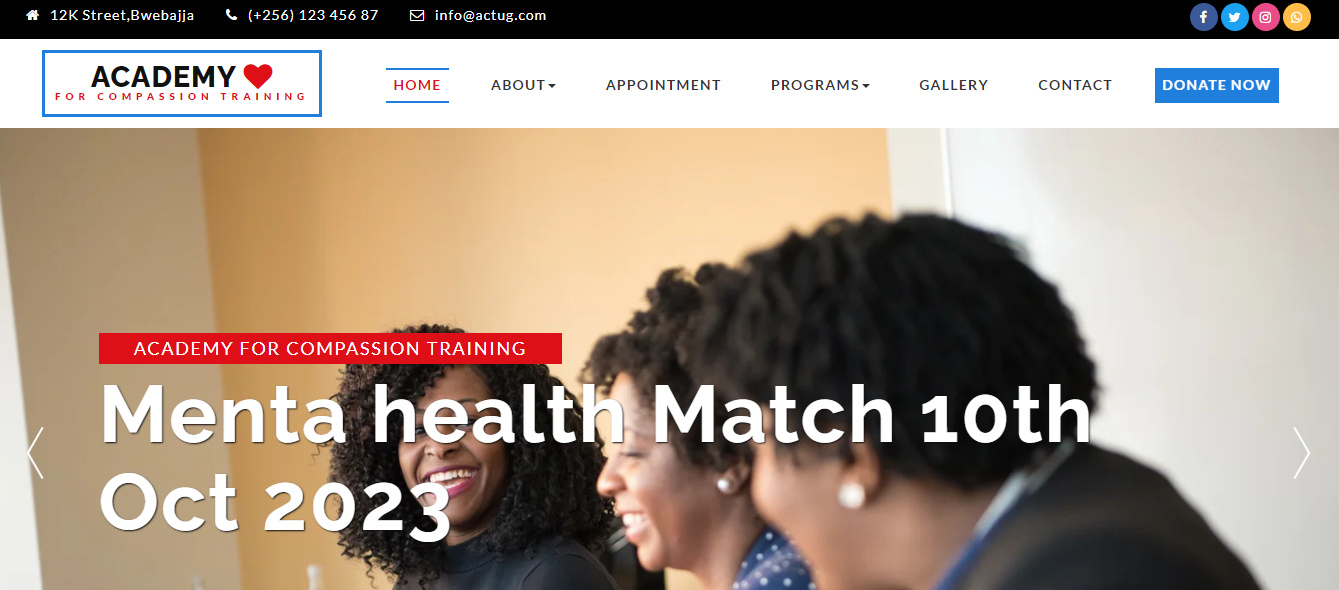 12K Street,Bwebajja (+256) 123 456 87 info@actug.com
ACADEMY
FOR COMPASSION TRAINING
HOME ABOUT APPOINTMENT PROGRAMS GALLERY CONTACT DONATE NOW
ACADEMY FOR COMPASSION TRAINING
Menta health Match 10th
Oct 2023